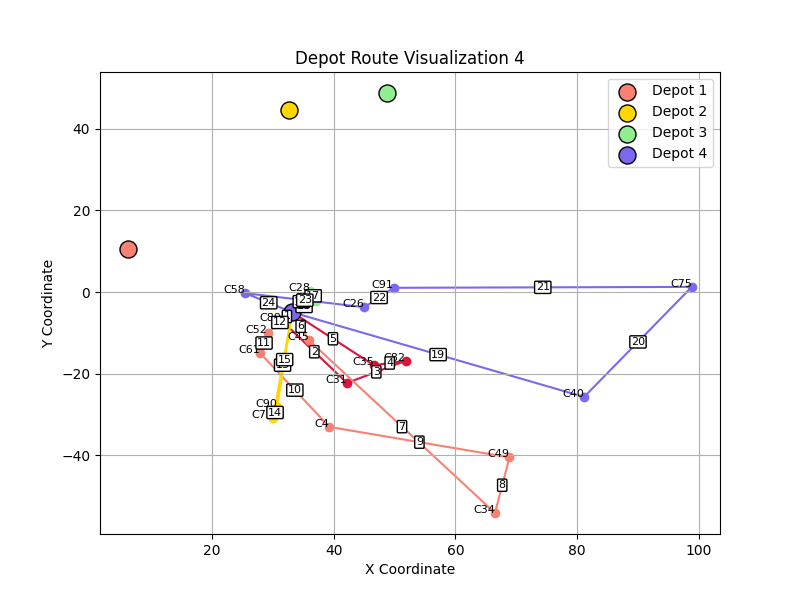 Depot Route Visualization 4
Depot 1
Depot 2
Depot 3
Depot 4
Y Coordinate
40
20
0
−20
−40
20
40
60
80
100
X Coordinate
C58
C28
C91
C75
C26
C52
C45
C61
C35
C82
C31
C40
C90
C7
C4
C49
C34
24
23
22
21
12
6
11
2
5
15
3
4
19
20
10
14
7
9
8